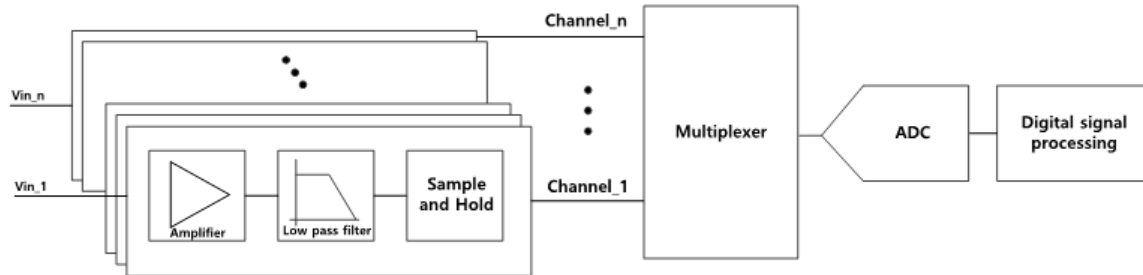 Channel_n
Vin_n
Multiplexer
ADC
Digital signal
processing
Vin_1
Channel_1
Sample
and Hold
Amplifier
Low pass filter